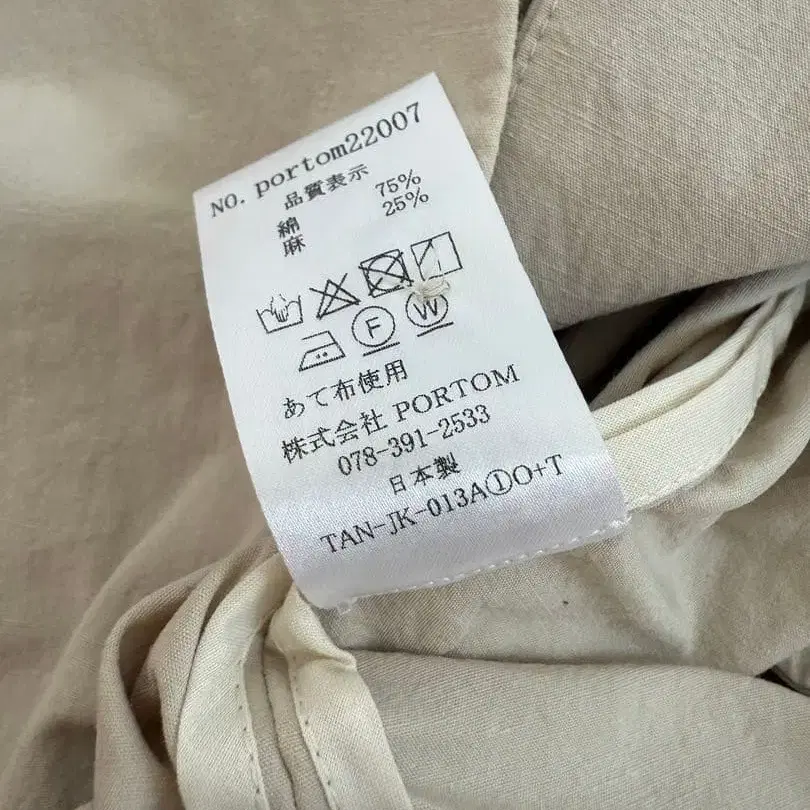 NO. portom22007
品質表示
綿 75%
麻 25%
F W
あて布使用
株式会社 PORTOM
078-391-2533
日本製
TAN-JK-013A①O+T